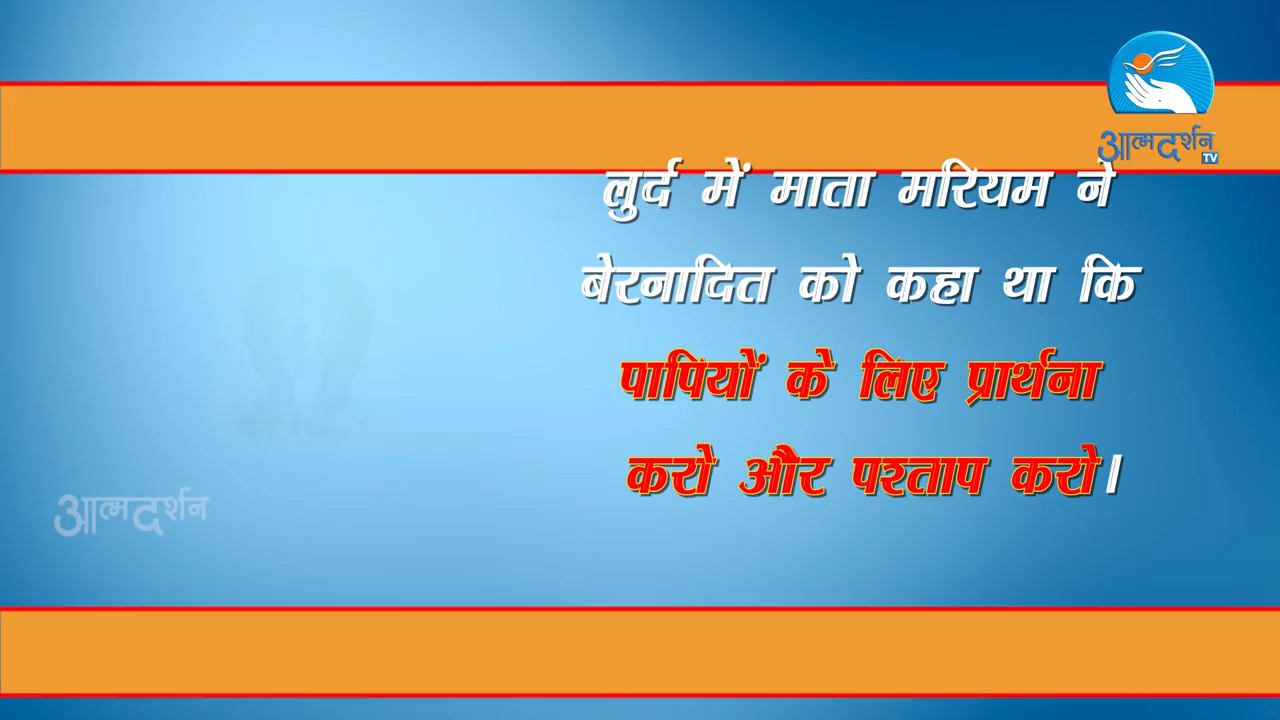 आत्मदर्शन
TV
लुर्द में माता मरियम ने
बेरनादित को कहा था कि
पापियों के लिए प्रार्थना
करो और पश्ताप करो।
आत्मदर्शन